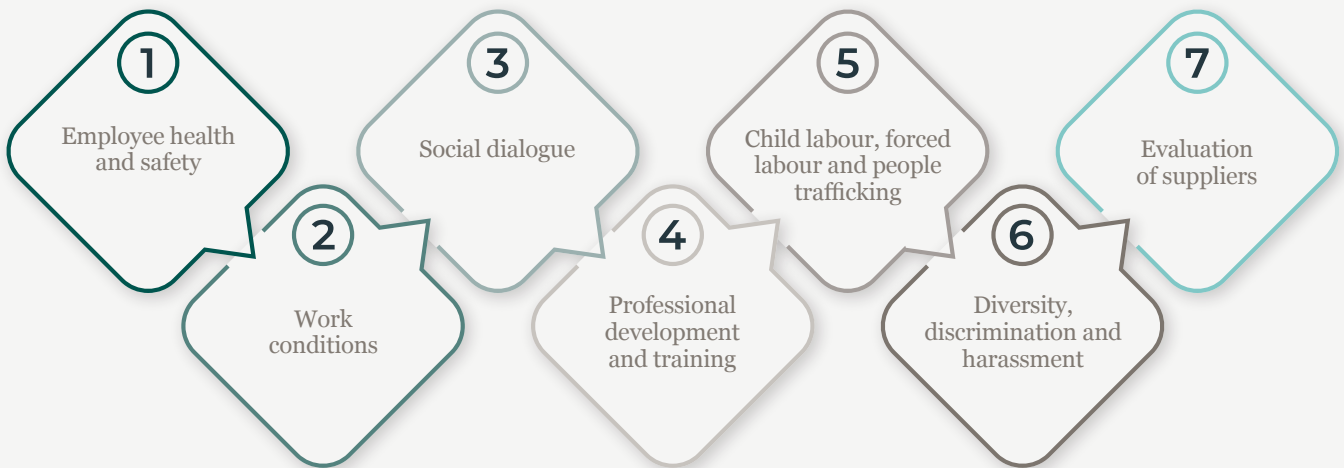 1
Employee health
and safety
2
Work
conditions
3
Social dialogue
4
Professional
development
and training
5
Child labour, forced
labour and people
trafficking
6
Diversity,
discrimination and
harassment
7
Evaluation
of suppliers